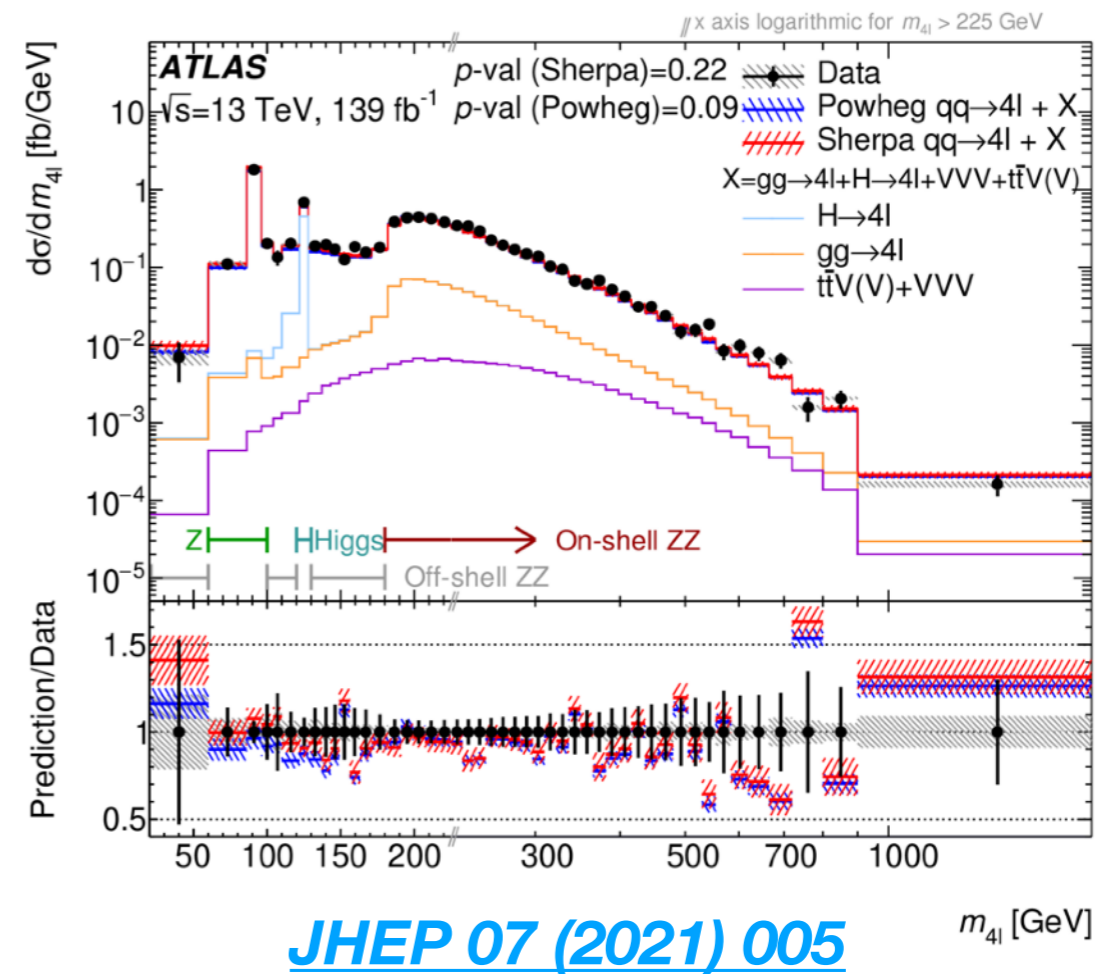 x axis logarithmic for m4l > 225 GeV
ATLAS
√s=13 TeV, 139 fb⁻¹
p-val (Sherpa)=0.22
p-val (Powheg)=0.09
Data
Powheg qq→4l + X
Sherpa qq→4l + X
X=gg→4l+H→4l+VVV+tt̄V(V)
H→4l
gg→4l
tt̄V(V)+VVV
dσ/dm4l [fb/GeV]
10
1
10⁻¹
10⁻²
10⁻³
10⁻⁴
10⁻⁵
Z
Higgs
On-shell ZZ
Off-shell ZZ
Prediction/Data
1.5
1
0.5
50 100 150 200 300 500 700 1000
m4l [GeV]
JHEP 07 (2021) 005